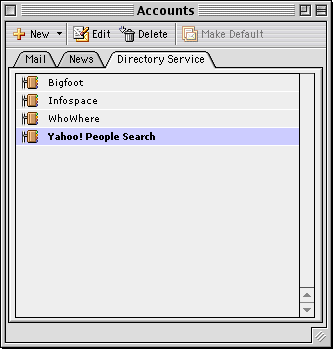 Accounts
New Edit Delete Make Default
Mail News Directory Service
Bigfoot
Infospace
WhoWhere
Yahoo! People Search